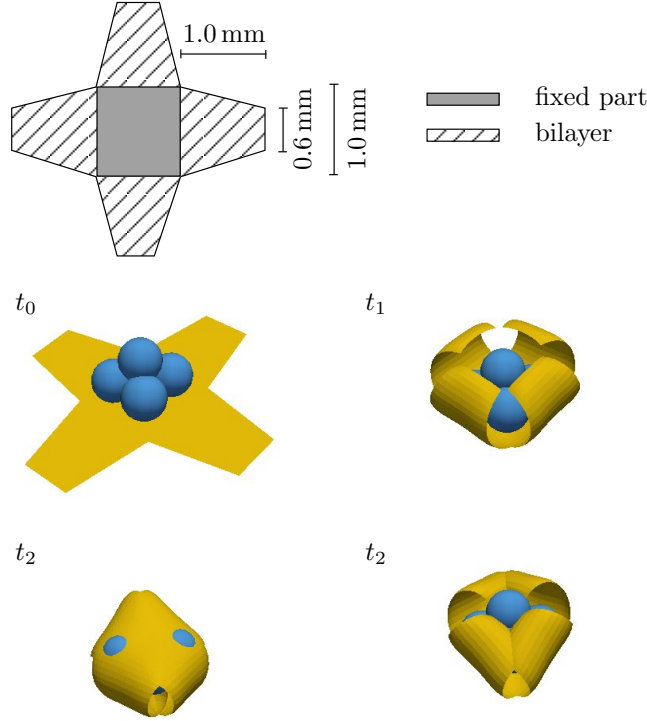 1.0 mm
fixed part
bilayer
0.6 mm
1.0 mm
t₀
t₁
t₂
t₂